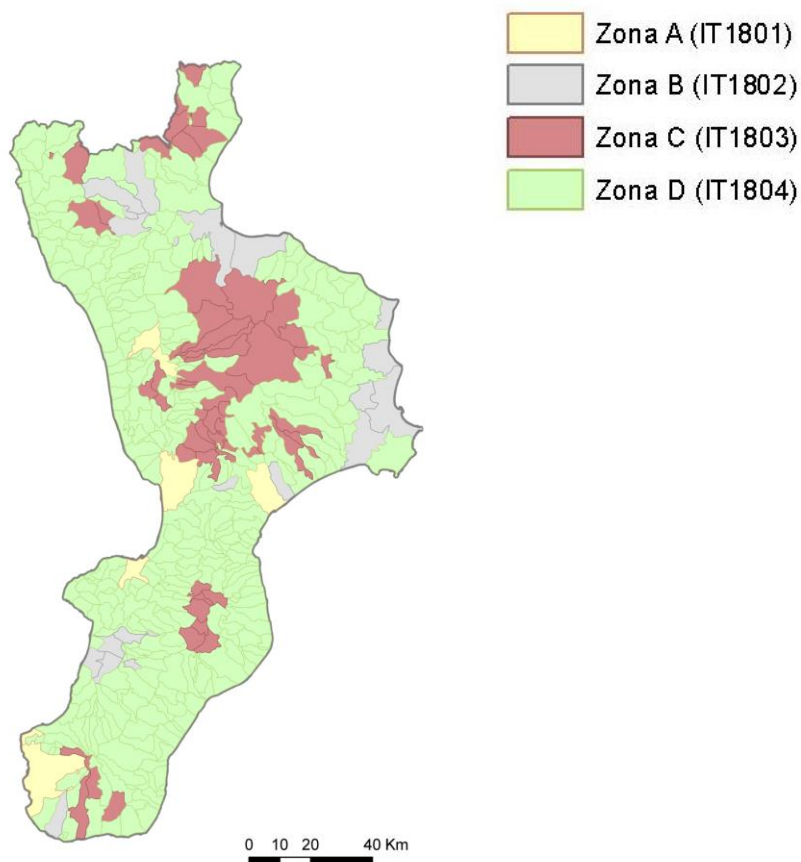 Zona A (IT1801)
Zona B (IT1802)
Zona C (IT1803)
Zona D (IT1804)
0 10 20 40 Km